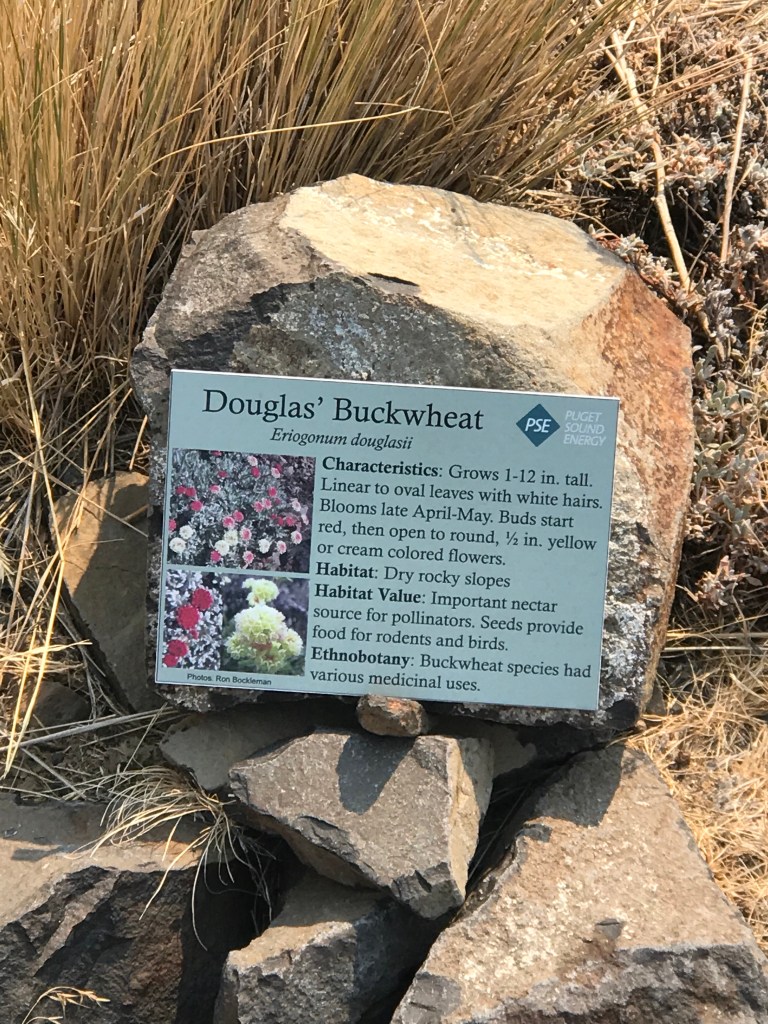 Douglas' Buckwheat
Eriogonum douglasii
PSE
PUGET
SOUND
ENERGY
Characteristics: Grows 1-12 in. tall.
Linear to oval leaves with white hairs.
Blooms late April-May. Buds start
red, then open to round, ½ in. yellow
or cream colored flowers.
Habitat: Dry rocky slopes
Habitat Value: Important nectar
source for pollinators. Seeds provide
food for rodents and birds.
Ethnobotany: Buckwheat species had
various medicinal uses.
Photos: Ron Bockleman